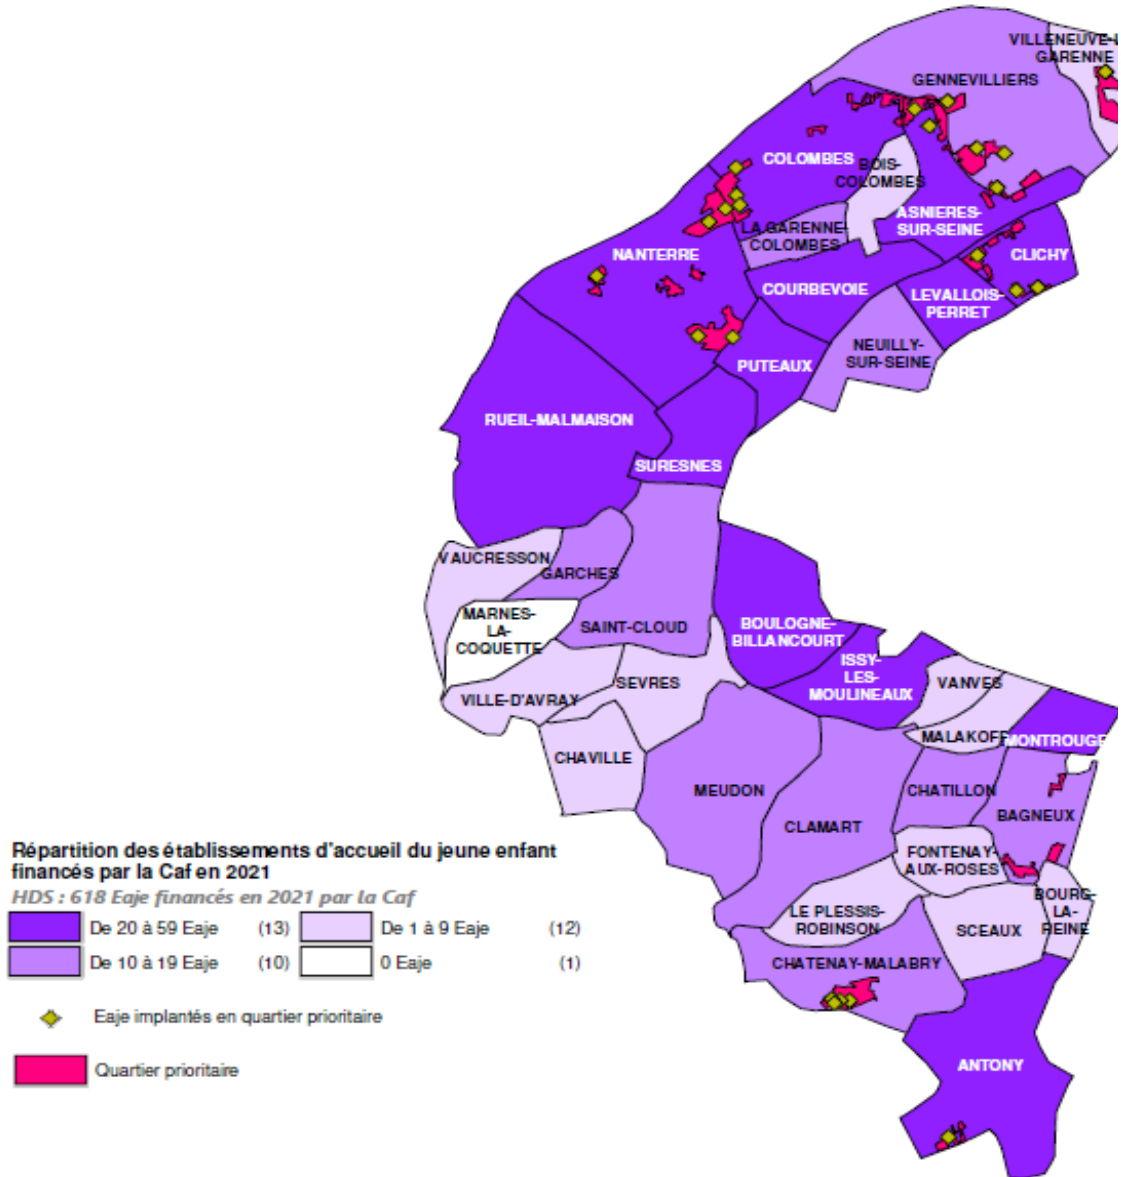 VILLENEUVE-L
GARENNE
GENNEVILLIERS
COLOMBES
BOIS-
COLOMBES
ASNIERES-
SUR-SEINE
LA GARENNE-
COLOMBES
NANTERRE
CLICHY
COURBEVOIE
LEVALLOIS-
PERRET
NEUILLY-
SUR-SEINE
PUTEAUX
RUEIL-MALMAISON
SURESNES
VAUCRESSON
GARCHES
MARNES-
LA-
COQUETTE
SAINT-CLOUD
BOULOGNE-
BILLANCOURT
ISSY-
LES-
MOULINEAUX
VANVES
SEVRES
VILLE-D'AVRAY
MALAKOFF
MONTROUGE
CHAVILLE
MEUDON
CHATILLON
BAGNEUX
CLAMART
FONTENAY-
AUX-ROSES
BOURG-
LA-
REINE
LE PLESSIS-
ROBINSON
SCEAUX
CHATENAY-MALABRY
ANTONY
Répartition des établissements d'accueil du jeune enfant
financés par la Caf en 2021
HDS : 618 Eaje financés en 2021 par la Caf
De 20 à 59 Eaje (13) De 1 à 9 Eaje (12)
De 10 à 19 Eaje (10) 0 Eaje (1)
Eaje implantés en quartier prioritaire
Quartier prioritaire